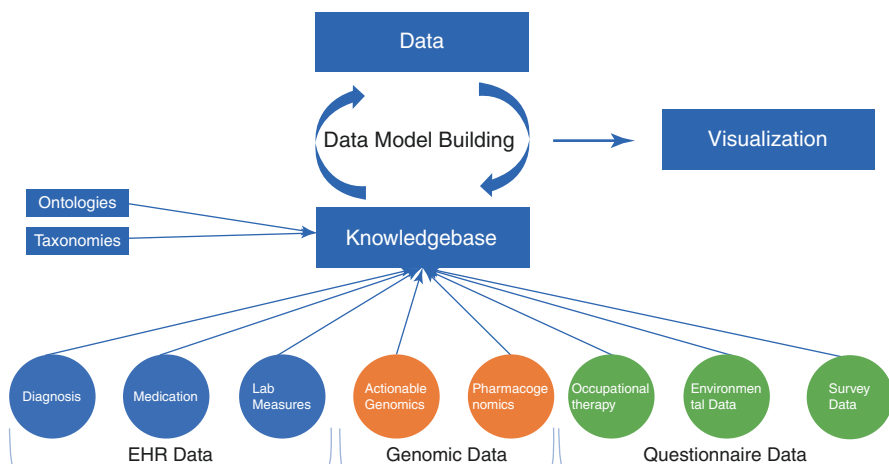 Data
Data Model Building
Visualization
Ontologies
Taxonomies
Knowledgebase
Diagnosis
Medication
Lab
Measures
Actionable
Genomics
Pharmacoge
nomics
Occupational
therapy
Environmen
tal Data
Survey
Data
EHR Data
Genomic Data
Questionnaire Data